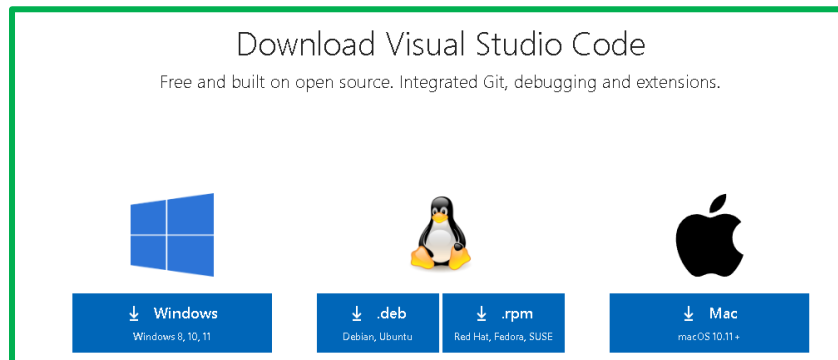 Download Visual Studio Code
Free and built on open source. Integrated Git, debugging and extensions.
Windows
Windows 8, 10, 11
.deb
Debian, Ubuntu
.rpm
Red Hat, Fedora, SUSE
Mac
macOS 10.11+